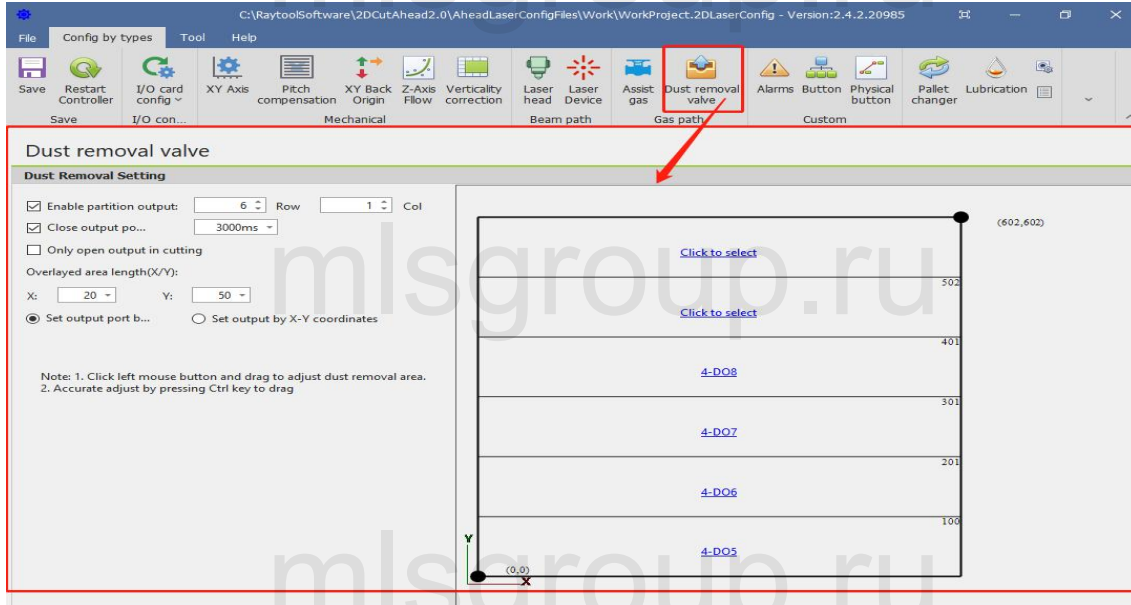 C:\RaytoolSoftware\2DCutAhead2.0\AheadLaserConfigFiles\Work\WorkProject.2DLaserConfig - Version:2.4.2.20985
File Config by types Tool Help
Save Restart Controller I/O card config XY Axis Pitch compensation XY Back Origin Z-Axis Fllow Verticality correction Laser head Laser Device Assist gas Dust removal valve Alarms Button Physical button Pallet changer Lubrication
Save I/O con... Mechanical Beam path Gas path Custom
Dust removal valve
Dust Removal Setting
Enable partition output: 6 Row 1 Col
Close output po... 3000ms
Only open output in cutting
Overlayed area length(X/Y):
X: 20 Y: 50
Set output port b... Set output by X-Y coordinates
Note: 1. Click left mouse button and drag to adjust dust removal area.
2. Accurate adjust by pressing Ctrl key to drag
(602,602)
Click to select
502
Click to select
401
4-DO8
301
4-DO7
201
4-DO6
100
4-DO5
Y
(0,0)
X
mlsgroup.ru
mlsgroup.ru